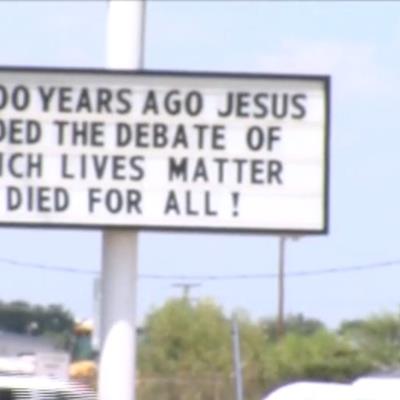 00 YEARS AGO JESUS
DED THE DEBATE OF
ICH LIVES MATTER
DIED FOR ALL!